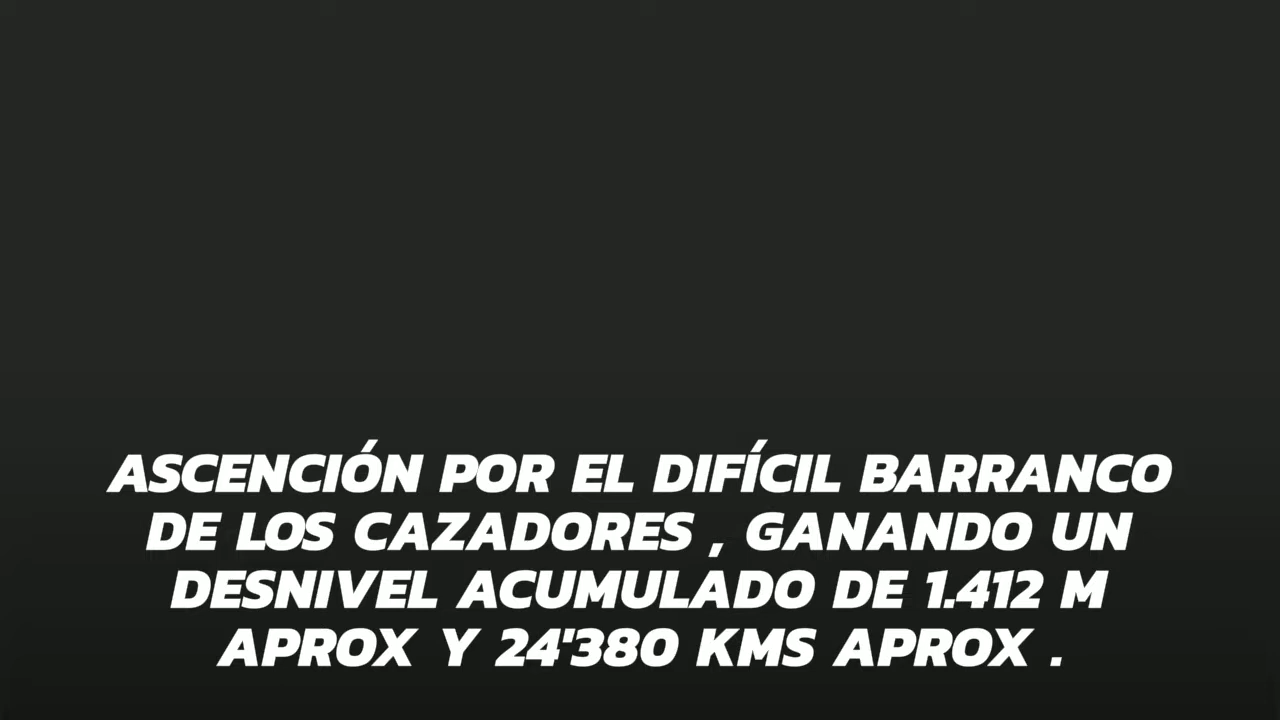 ASCENCIÓN POR EL DIFÍCIL BARRANCO
DE LOS CAZADORES , GANANDO UN
DESNIVEL ACUMULADO DE 1.412 M
APROX Y 24'380 KMS APROX .